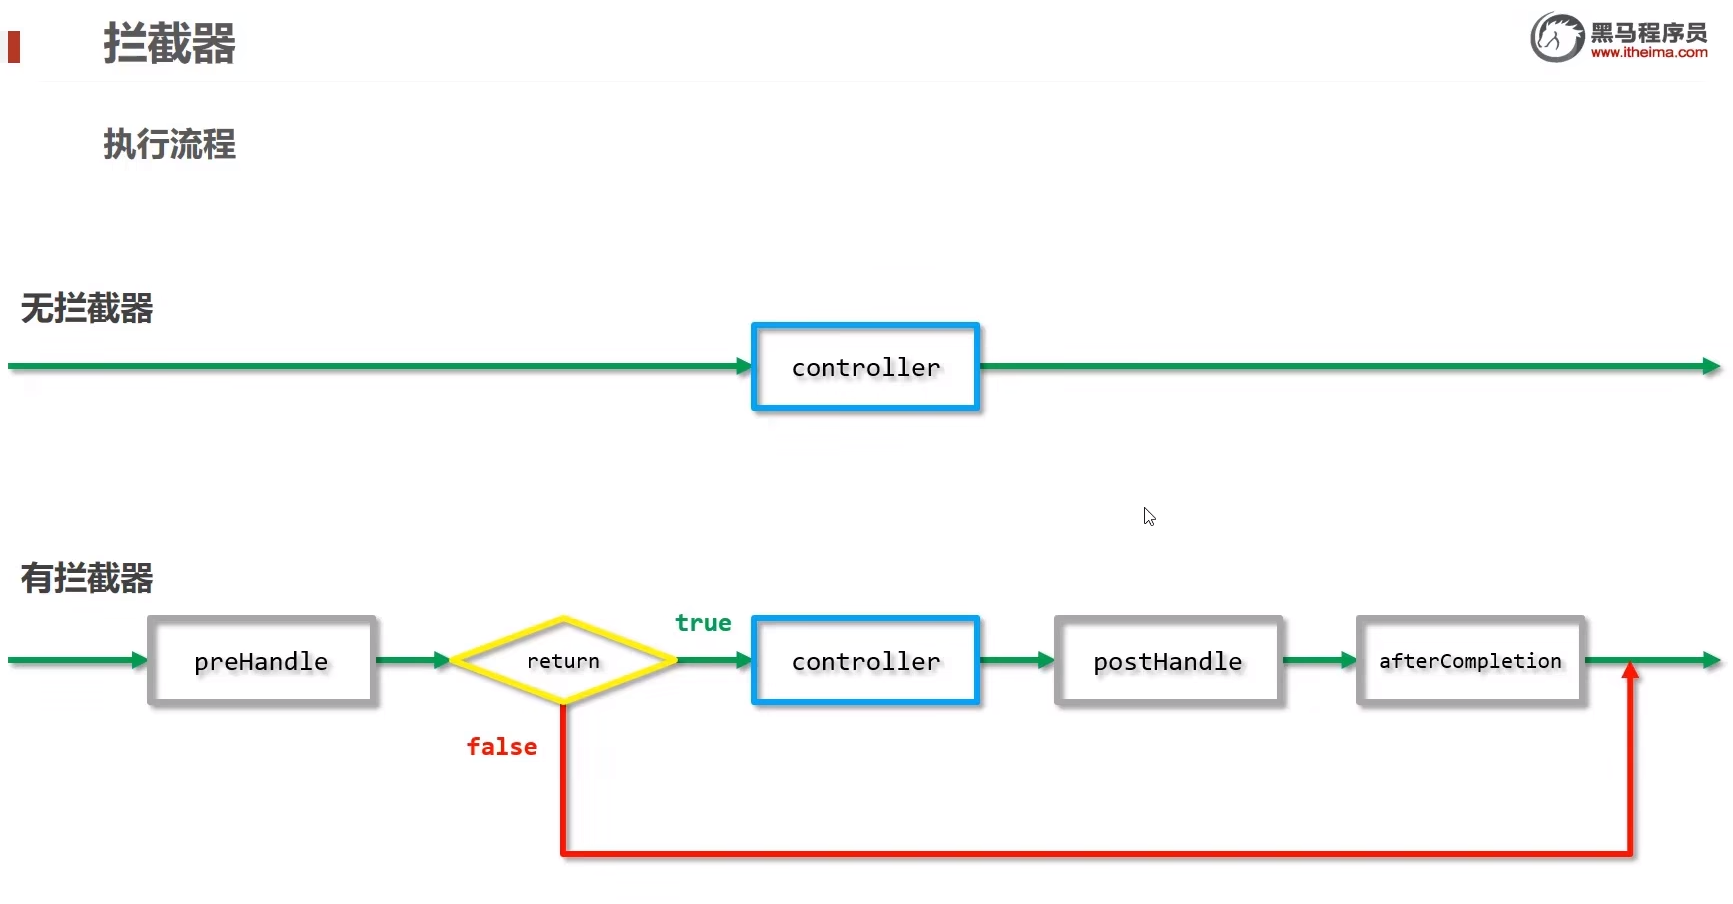 拦截器
黑马程序员
www.itheima.com
执行流程
无拦截器
controller
有拦截器
true
preHandle
return
controller
postHandle
afterCompletion
false